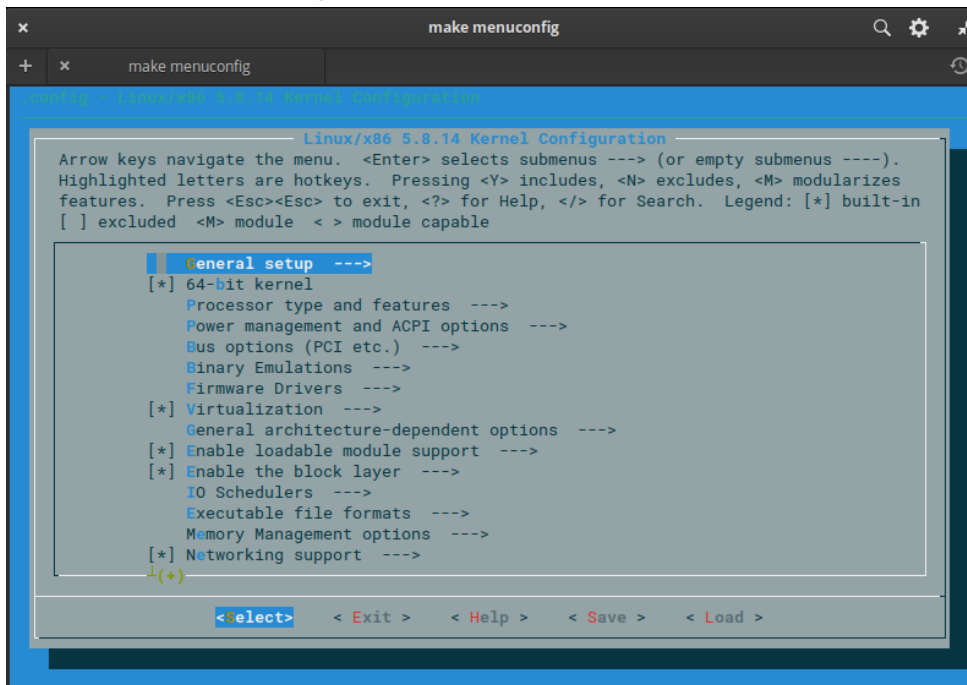 make menuconfig
make menuconfig
.config - Linux/x86 5.8.14 Kernel Configuration
Linux/x86 5.8.14 Kernel Configuration
Arrow keys navigate the menu.  <Enter> selects submenus ---> (or empty submenus ----).
Highlighted letters are hotkeys.  Pressing <Y> includes, <N> excludes, <M> modularizes
features.  Press <Esc><Esc> to exit, <?> for Help, </> for Search.  Legend: [*] built-in
[ ] excluded  <M> module  < > module capable
General setup  --->
[*] 64-bit kernel
Processor type and features  --->
Power management and ACPI options  --->
Bus options (PCI etc.)  --->
Binary Emulations  --->
Firmware Drivers  --->
[*] Virtualization  --->
General architecture-dependent options  --->
[*] Enable loadable module support  --->
[*] Enable the block layer  --->
IO Schedulers  --->
Executable file formats  --->
Memory Management options  --->
[*] Networking support  --->
┴(+)
<Select>    < Exit >    < Help >    < Save >    < Load >